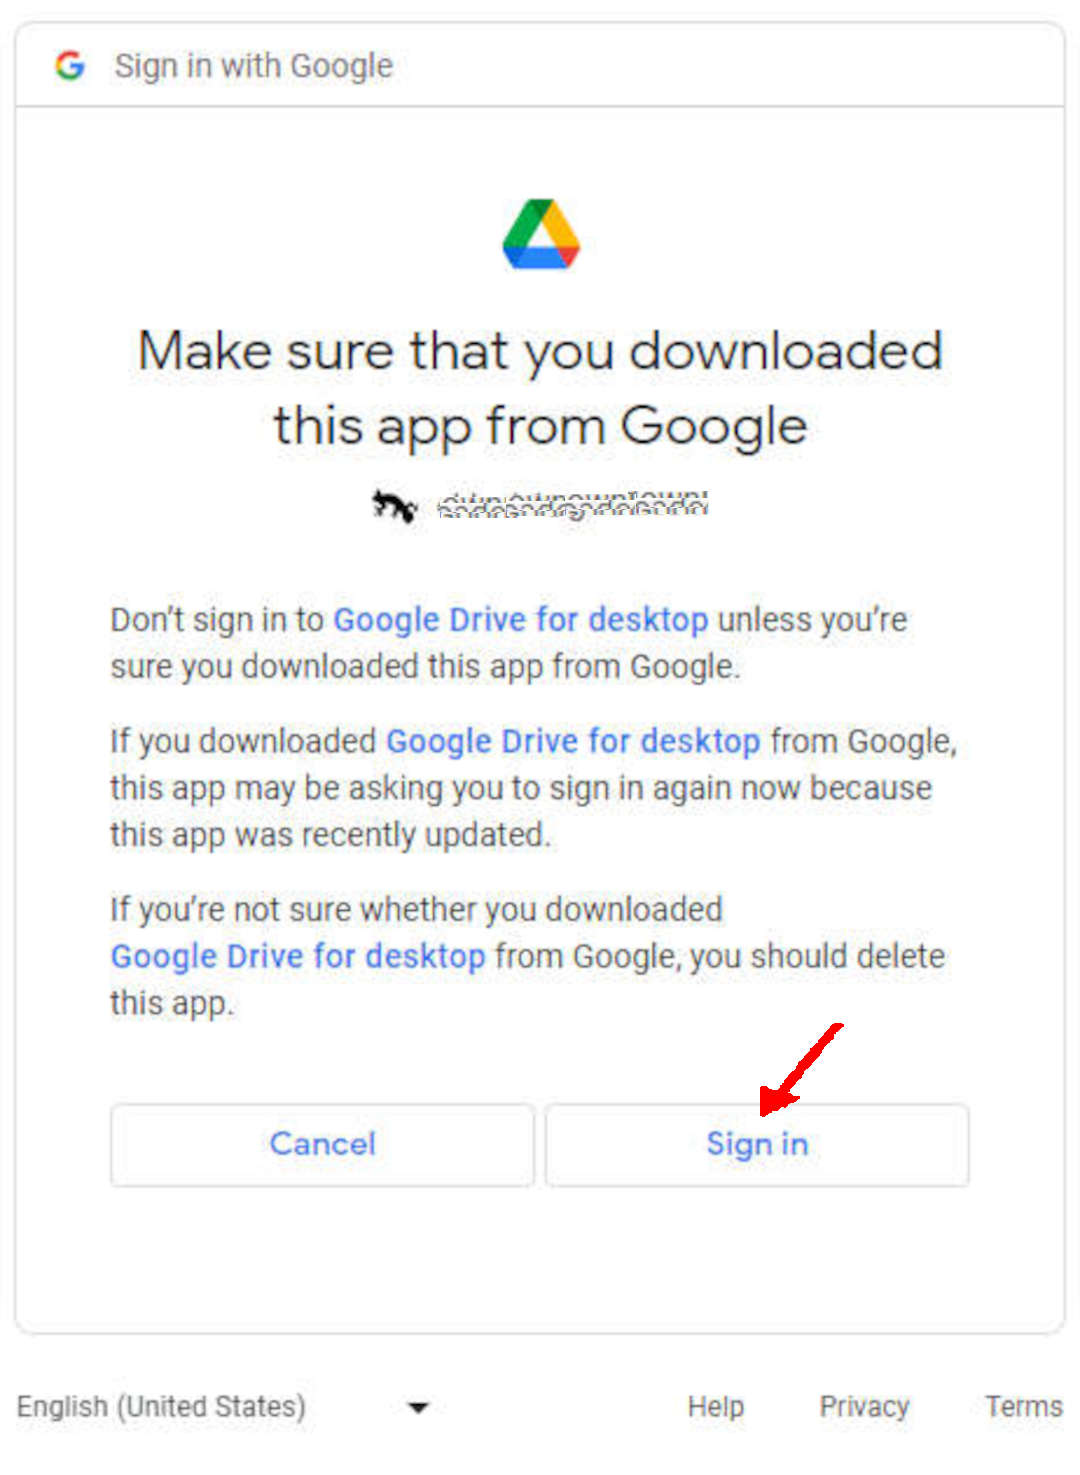 Sign in with Google
Make sure that you downloaded
this app from Google
Don't sign in to Google Drive for desktop unless you're
sure you downloaded this app from Google.
If you downloaded Google Drive for desktop from Google,
this app may be asking you to sign in again now because
this app was recently updated.
If you're not sure whether you downloaded
Google Drive for desktop from Google, you should delete
this app.
Cancel
Sign in
English (United States)
Help
Privacy
Terms